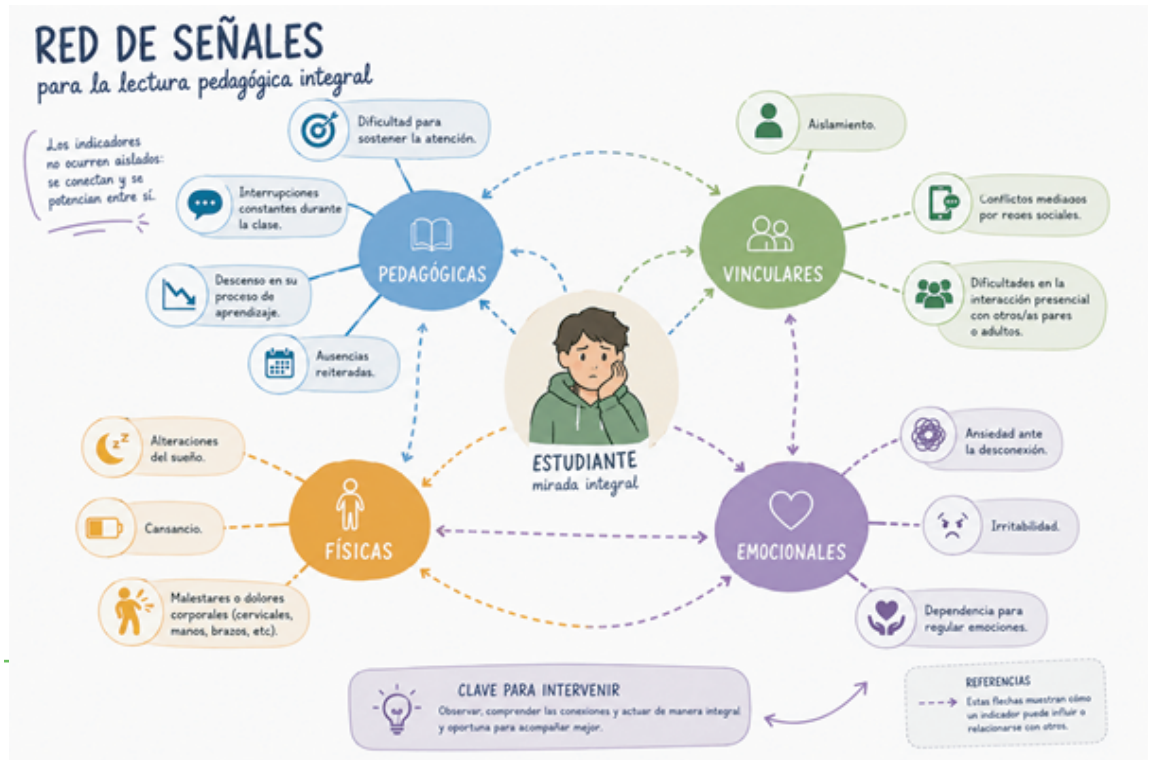 RED DE SEÑALES
para la lectura pedagógica integral
Los indicadores
no ocurren aislados:
se conectan y se
potencian entre sí.
Dificultad para
sostener la atención.
Interrupciones
constantes durante
la clase.
Descenso en su
proceso de
aprendizaje.
Ausencias
reiteradas.
PEDAGÓGICAS
Aislamiento.
Conflictos mediados
por redes sociales.
Dificultades en la
interacción presencial
con otros/as pares
o adultos.
VINCULARES
ESTUDIANTE
mirada integral
Alteraciones
del sueño.
Cansancio.
Malestares o dolores
corporales (cervicales,
manos, brazos, etc).
FÍSICAS
Ansiedad ante
la desconexión.
Irritabilidad.
Dependencia para
regular emociones.
EMOCIONALES
CLAVE PARA INTERVENIR
Observar, comprender las conexiones y actuar de manera integral
y oportuna para acompañar mejor.
REFERENCIAS
Estas flechas muestran cómo
un indicador puede influir o
relacionarse con otros.